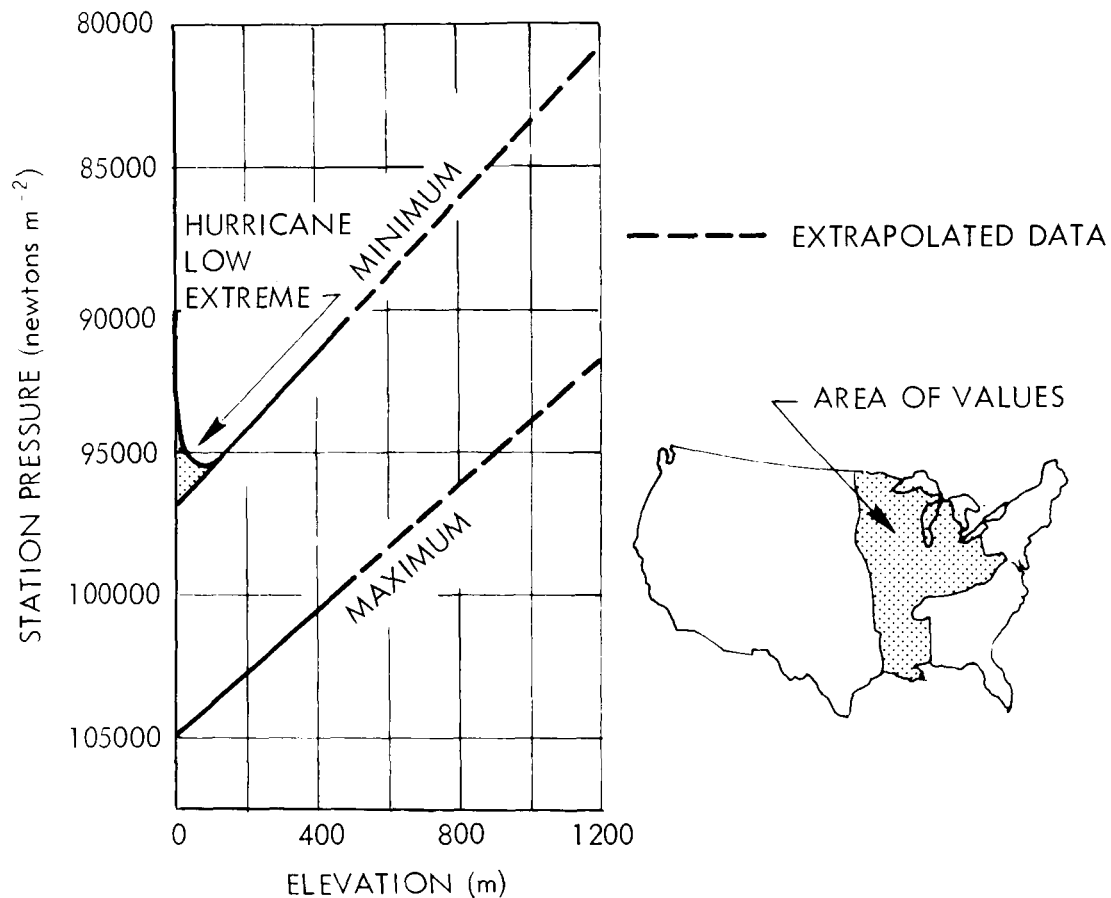 80000
85000
90000
95000
100000
105000
STATION PRESSURE (newtons m⁻²)
HURRICANE
LOW
EXTREME
MINIMUM
MAXIMUM
0
400
800
1200
ELEVATION (m)
EXTRAPOLATED DATA
AREA OF VALUES